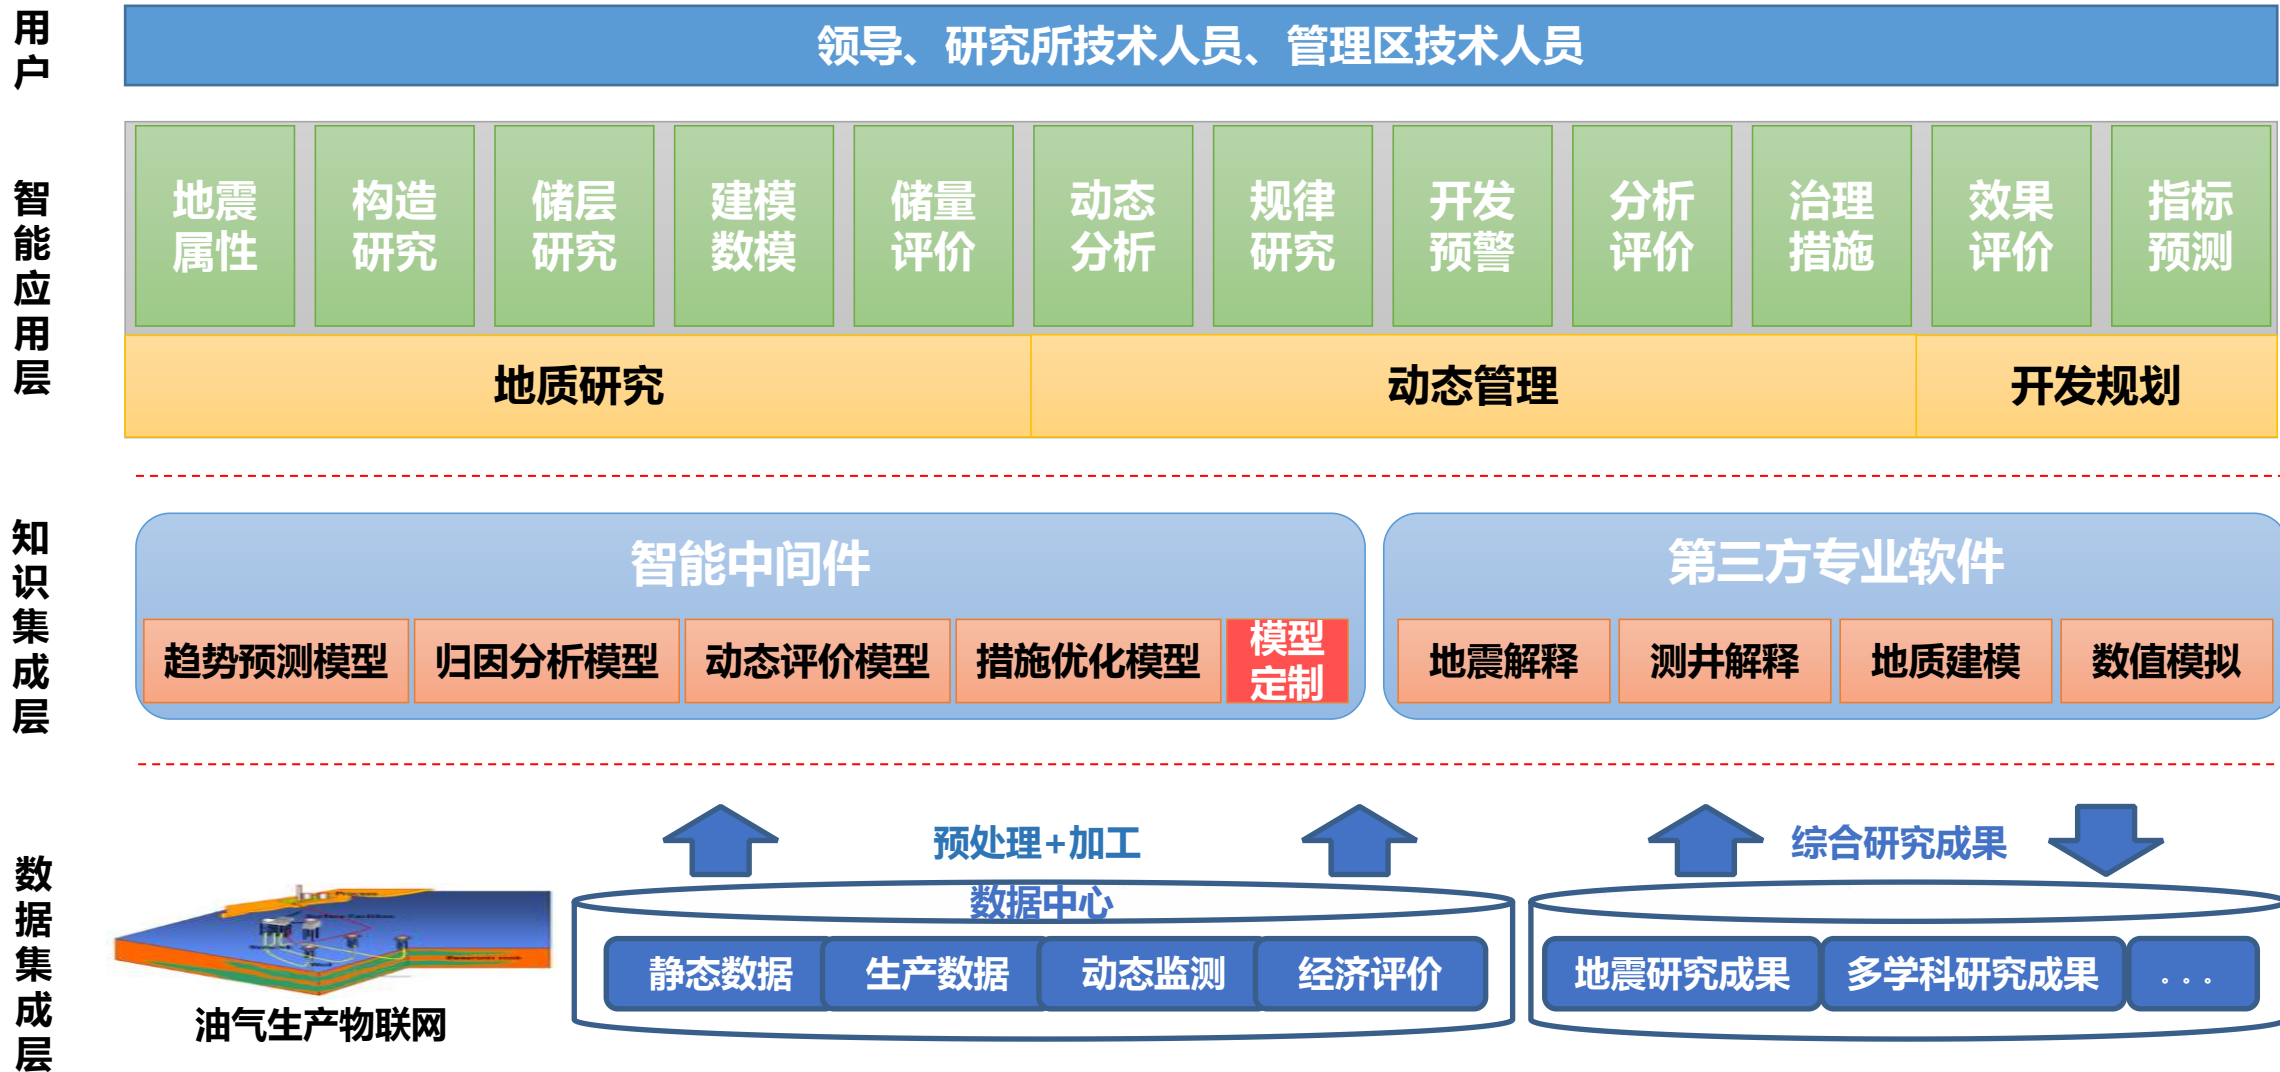 用户
领导、研究所技术人员、管理区技术人员
智能应用层
地震
属性
构造
研究
储层
研究
建模
数模
储量
评价
动态
分析
规律
研究
开发
预警
分析
评价
治理
措施
效果
评价
指标
预测
地质研究
动态管理
开发规划
知识集成层
智能中间件
趋势预测模型
归因分析模型
动态评价模型
措施优化模型
模型
定制
第三方专业软件
地震解释
测井解释
地质建模
数值模拟
数据集成层
油气生产物联网
预处理+加工
数据中心
静态数据
生产数据
动态监测
经济评价
综合研究成果
地震研究成果
多学科研究成果
。。。